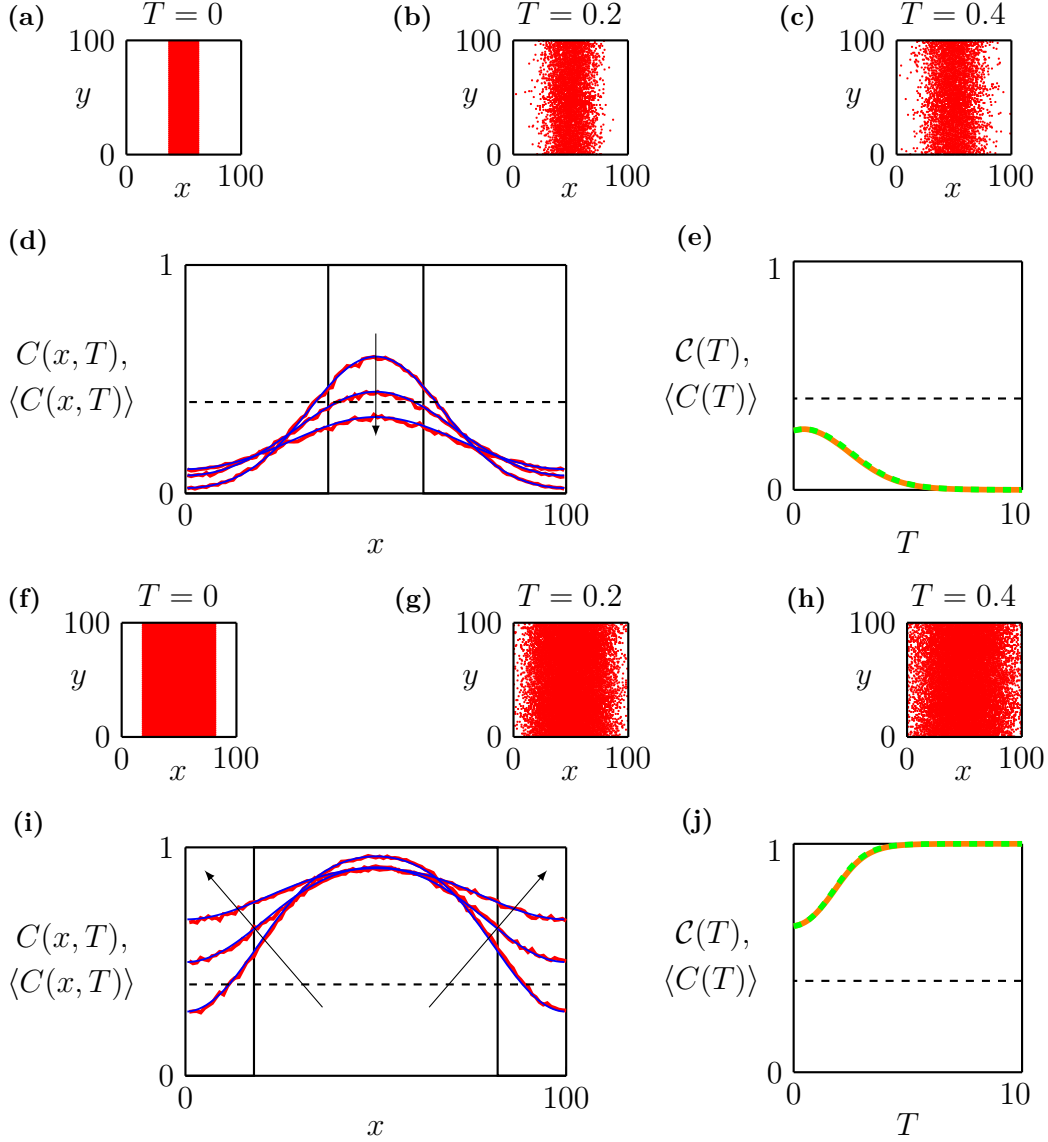 (a) T = 0 (b) T = 0.2 (c) T = 0.4
100 100 100
y y y
0 0 0
0 x 100 0 x 100 0 x 100
(d) (e)
1 1
C(x, T), 𝒞(T),
⟨C(x, T)⟩ ⟨C(T)⟩
0 0
0 100 0 10
x T
(f) T = 0 (g) T = 0.2 (h) T = 0.4
100 100 100
y y y
0 0 0
0 x 100 0 x 100 0 x 100
(i) (j)
1 1
C(x, T), 𝒞(T),
⟨C(x, T)⟩ ⟨C(T)⟩
0 0
0 100 0 10
x T